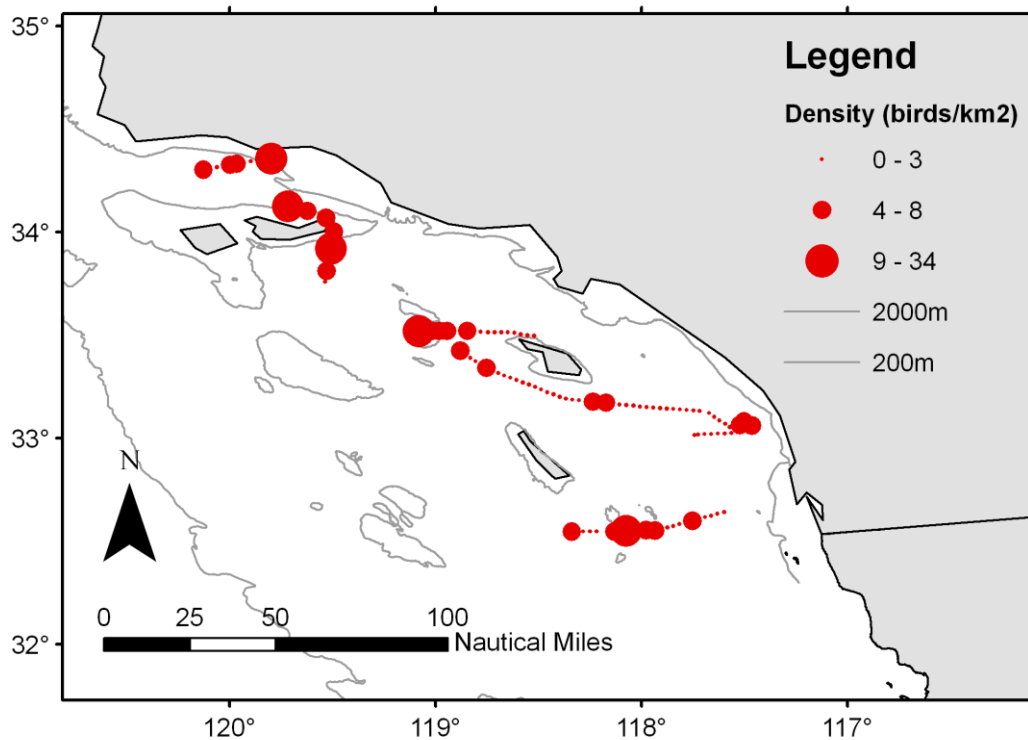 35°
34°
33°
32°
Legend
Density (birds/km2)
0 - 3
4 - 8
9 - 34
2000m
200m
N
0 25 50 100
Nautical Miles
120° 119° 118° 117°